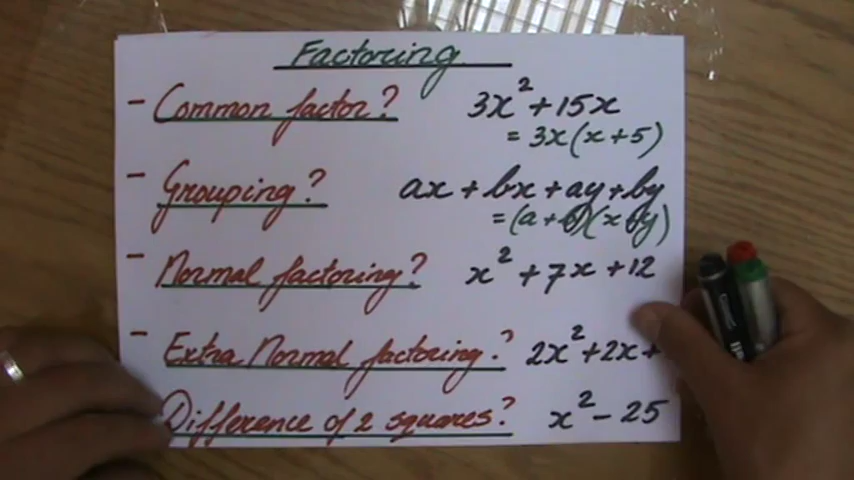 Factoring
- Common factor? 3x² + 15x
= 3x(x+5)
- Grouping? ax + bx + ay + by
= (a + b)(x + y)
- Normal factoring? x² + 7x + 12
- Extra Normal factoring? 2x² + 2x +
Difference of 2 squares? x² - 25